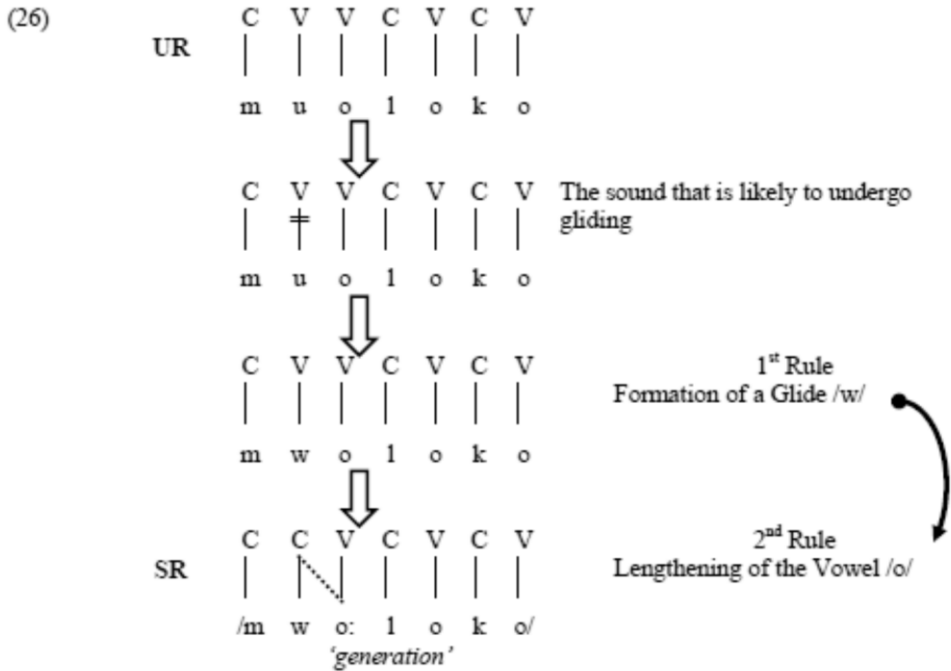 (26)
C V V C V C V
UR
m u o l o k o
C V V C V C V The sound that is likely to undergo
gliding
m u o l o k o
C V V C V C V 1st Rule
Formation of a Glide /w/
m w o l o k o
C C V C V C V 2nd Rule
SR Lengthening of the Vowel /o/
/m w o: l o k o/
'generation'